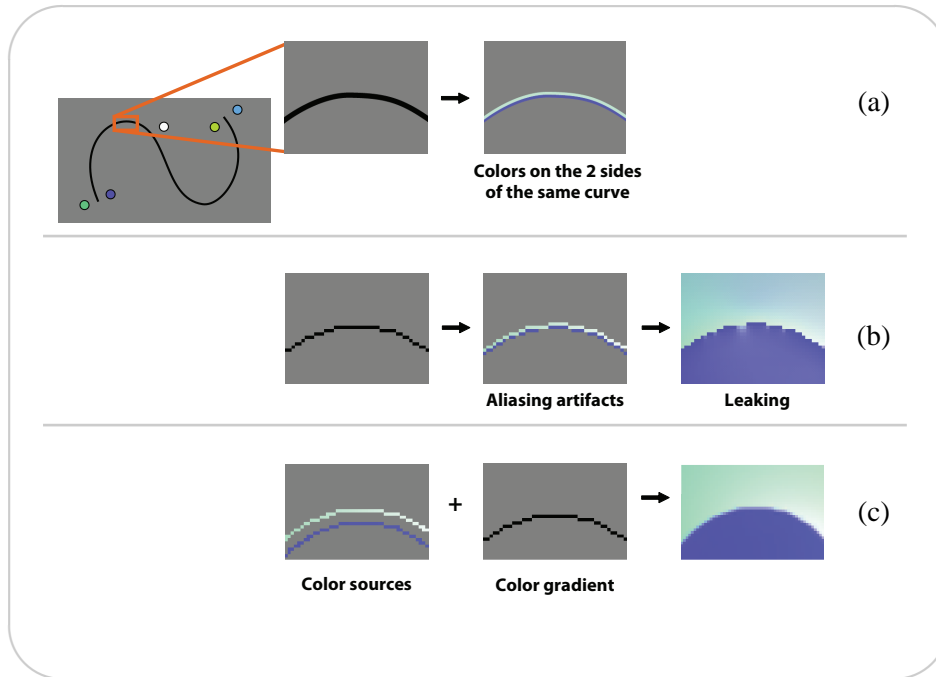 (a)
Colors on the 2 sides
of the same curve
(b)
Aliasing artifacts
Leaking
+
(c)
Color sources
Color gradient